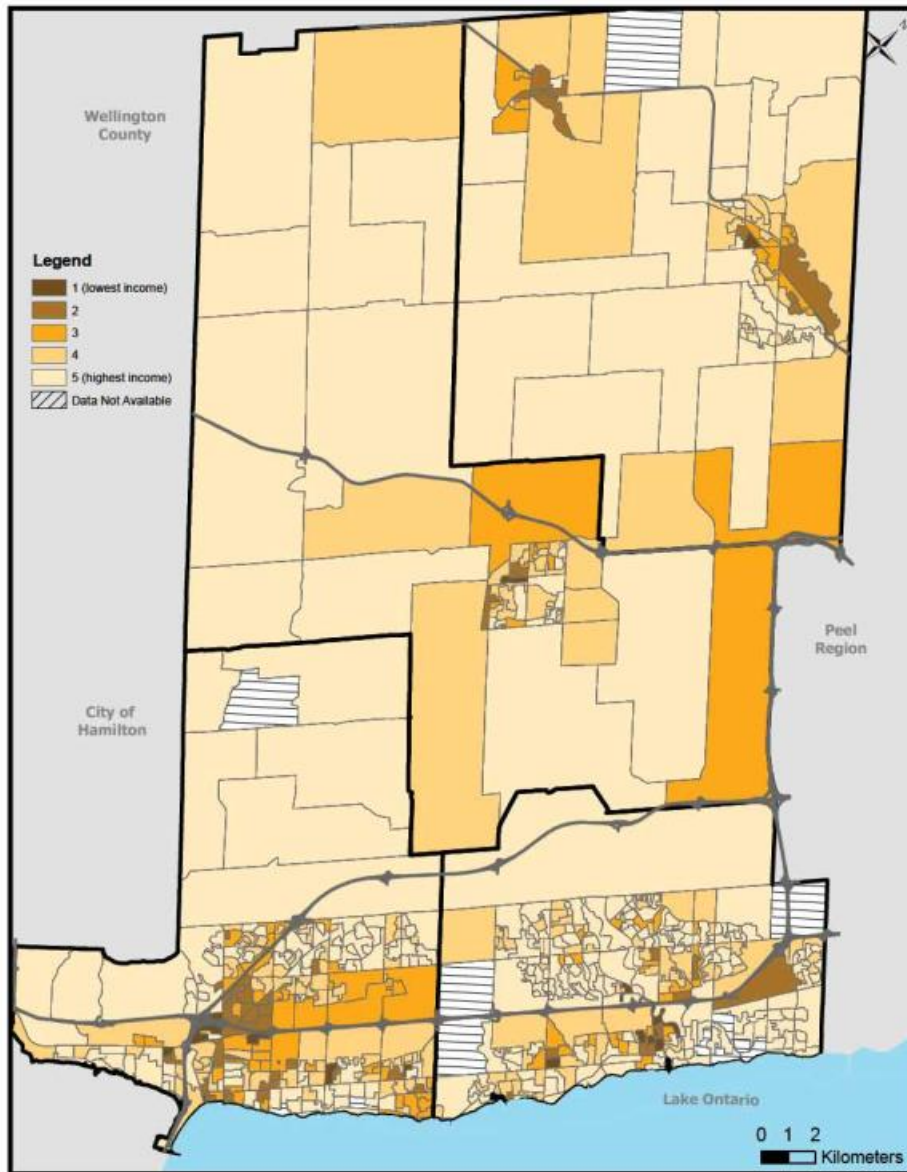 Wellington
County
Legend
1 (lowest income)
2
3
4
5 (highest income)
Data Not Available
City of
Hamilton
Peel
Region
Lake Ontario
0 1 2
Kilometers